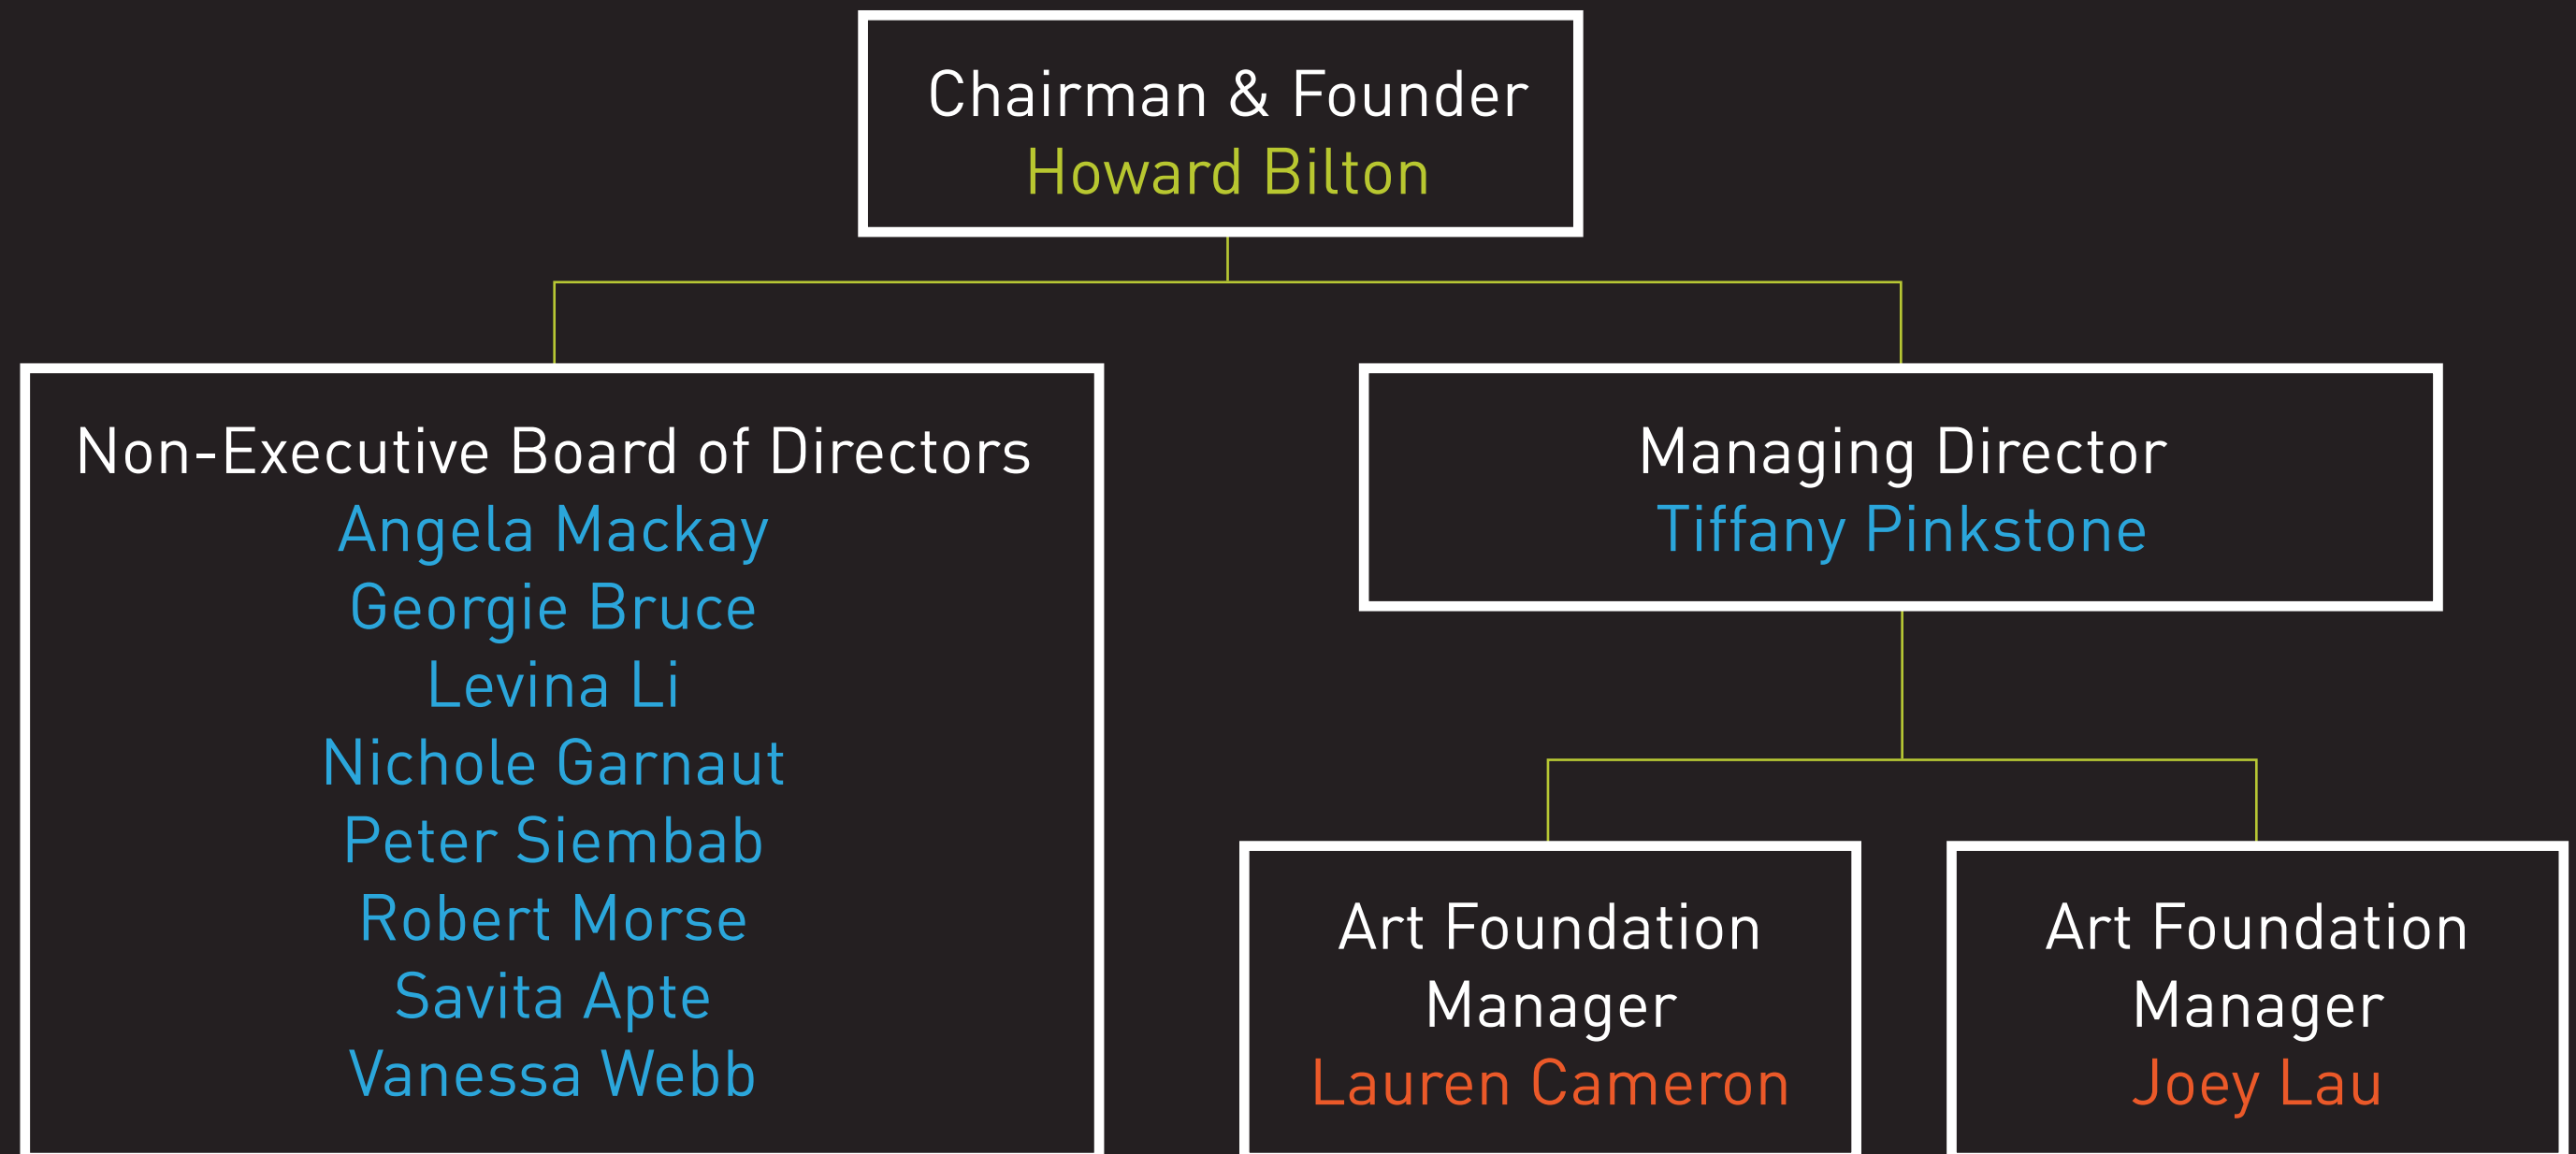 Chairman & Founder
Howard Bilton
Non-Executive Board of Directors
Angela Mackay
Georgie Bruce
Levina Li
Nichole Garnaut
Peter Siembab
Robert Morse
Savita Apte
Vanessa Webb
Managing Director
Tiffany Pinkstone
Art Foundation
Manager
Lauren Cameron
Art Foundation
Manager
Joey Lau